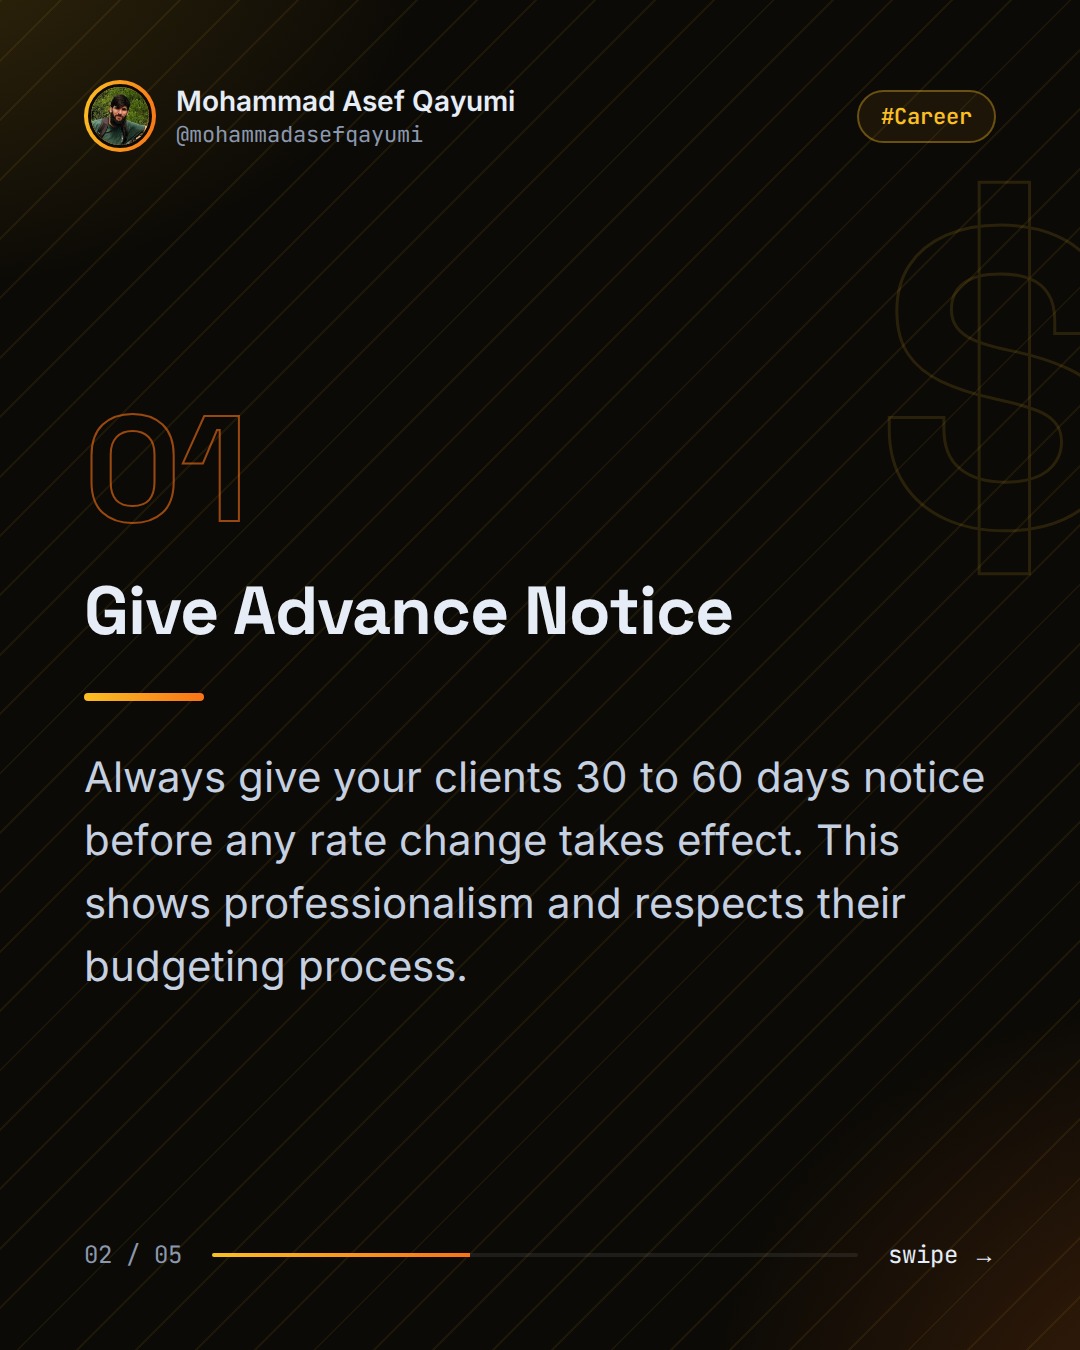 Mohammad Asef Qayumi
@mohammadasefqayumi
#Career
$
01
Give Advance Notice
Always give your clients 30 to 60 days notice
before any rate change takes effect. This
shows professionalism and respects their
budgeting process.
02 / 05
swipe →